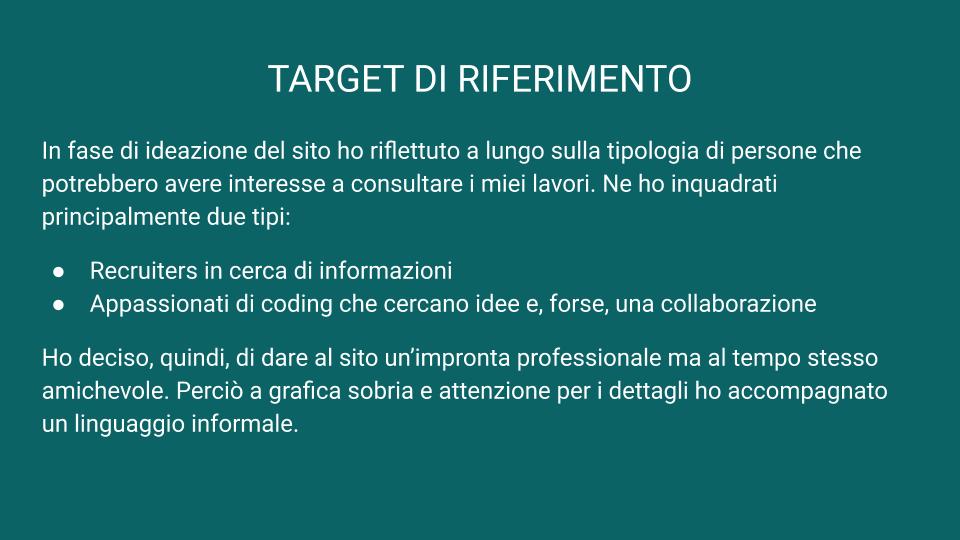 TARGET DI RIFERIMENTO
In fase di ideazione del sito ho riflettuto a lungo sulla tipologia di persone che
potrebbero avere interesse a consultare i miei lavori. Ne ho inquadrati
principalmente due tipi:
● Recruiters in cerca di informazioni
● Appassionati di coding che cercano idee e, forse, una collaborazione
Ho deciso, quindi, di dare al sito un’impronta professionale ma al tempo stesso
amichevole. Perciò a grafica sobria e attenzione per i dettagli ho accompagnato
un linguaggio informale.